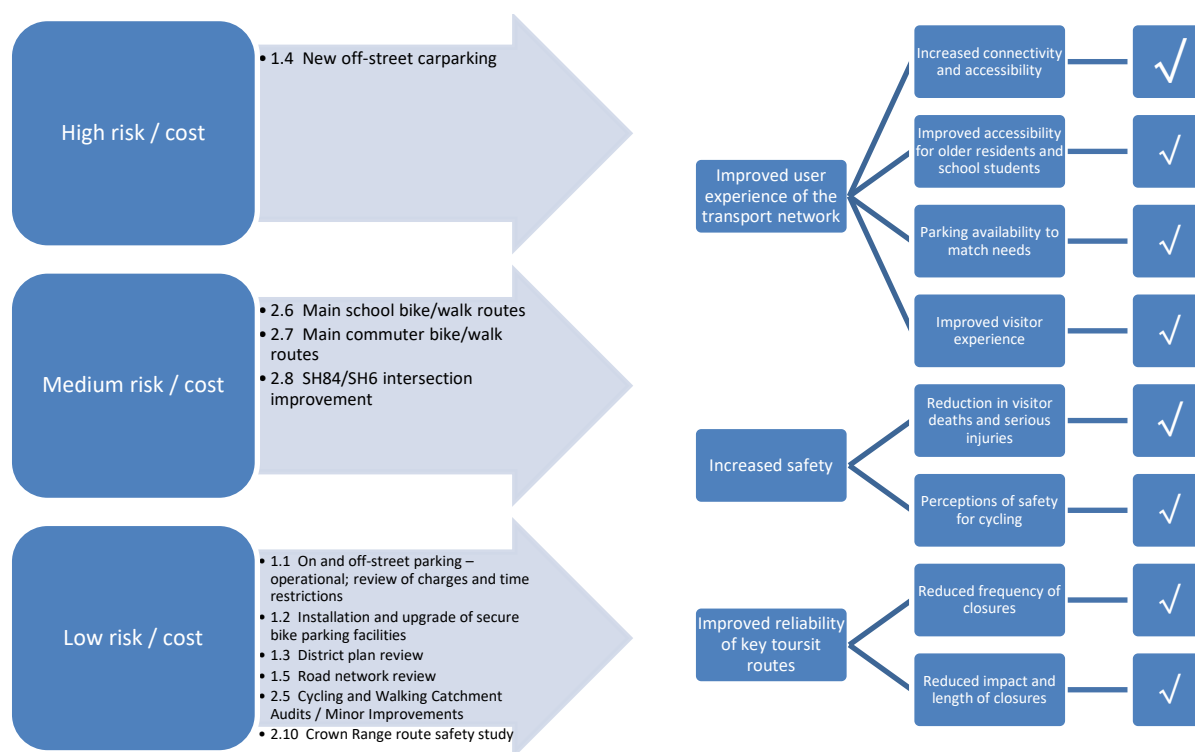 High risk / cost
• 1.4 New off-street carparking
Medium risk / cost
• 2.6 Main school bike/walk routes
• 2.7 Main commuter bike/walk
routes
• 2.8 SH84/SH6 intersection
improvement
Low risk / cost
• 1.1 On and off-street parking –
operational; review of charges and time
restrictions
• 1.2 Installation and upgrade of secure
bike parking facilities
• 1.3 District plan review
• 1.5 Road network review
• 2.5 Cycling and Walking Catchment
Audits / Minor Improvements
• 2.10 Crown Range route safety study
Improved user
experience of the
transport network
Increased connectivity
and accessibility
√
Improved accessibility
for older residents and
school students
√
Parking availability to
match needs
√
Improved visitor
experience
√
Increased safety
Reduction in visitor
deaths and serious
injuries
√
Perceptions of safety
for cycling
√
Improved reliability
of key toursit
routes
Reduced frequency of
closures
√
Reduced impact and
length of closures
√